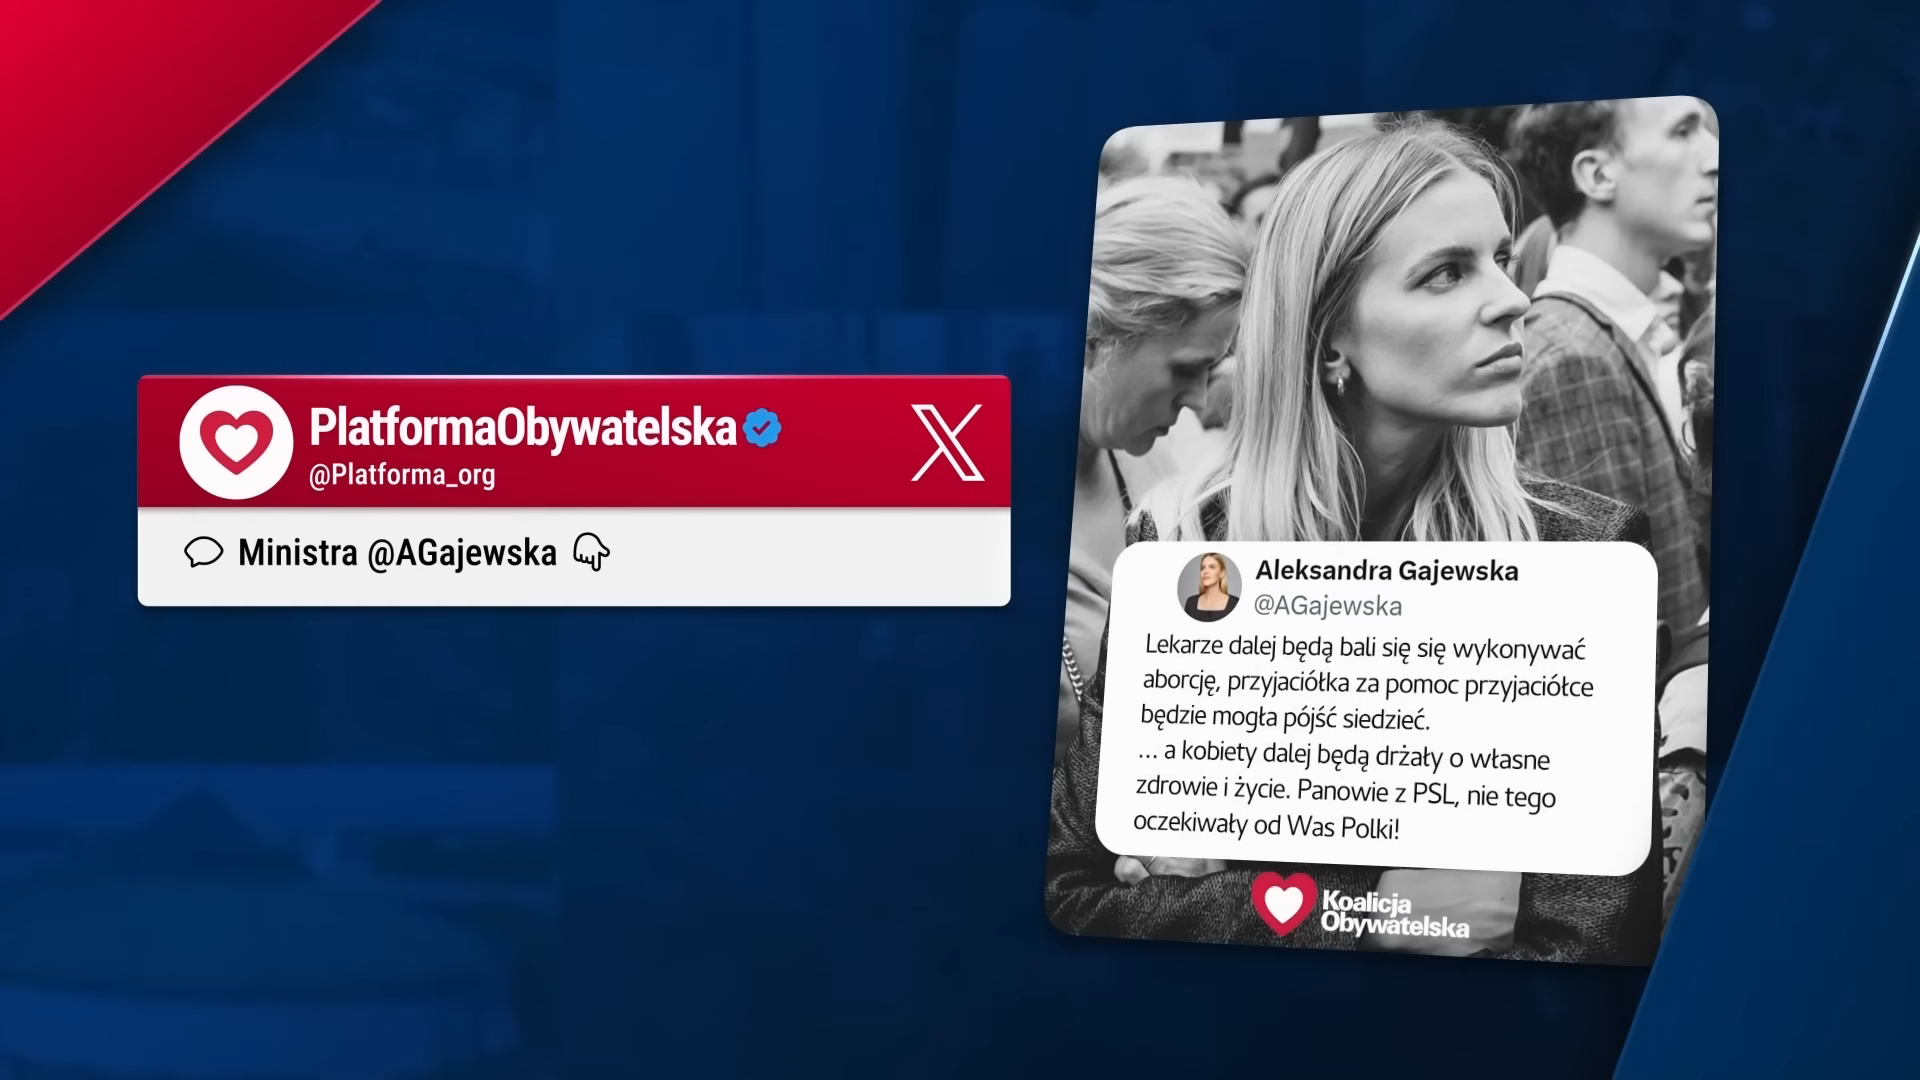 PlatformaObywatelska
@Platforma_org
Ministra @AGajewska
Aleksandra Gajewska
@AGajewska
Lekarze dalej będą bali się się wykonywać
aborcję, przyjaciółka za pomoc przyjaciółce
będzie mogła pójść siedzieć.
... a kobiety dalej będą drżały o własne
zdrowie i życie. Panowie z PSL, nie tego
oczekiwały od Was Polki!
Koalicja
Obywatelska